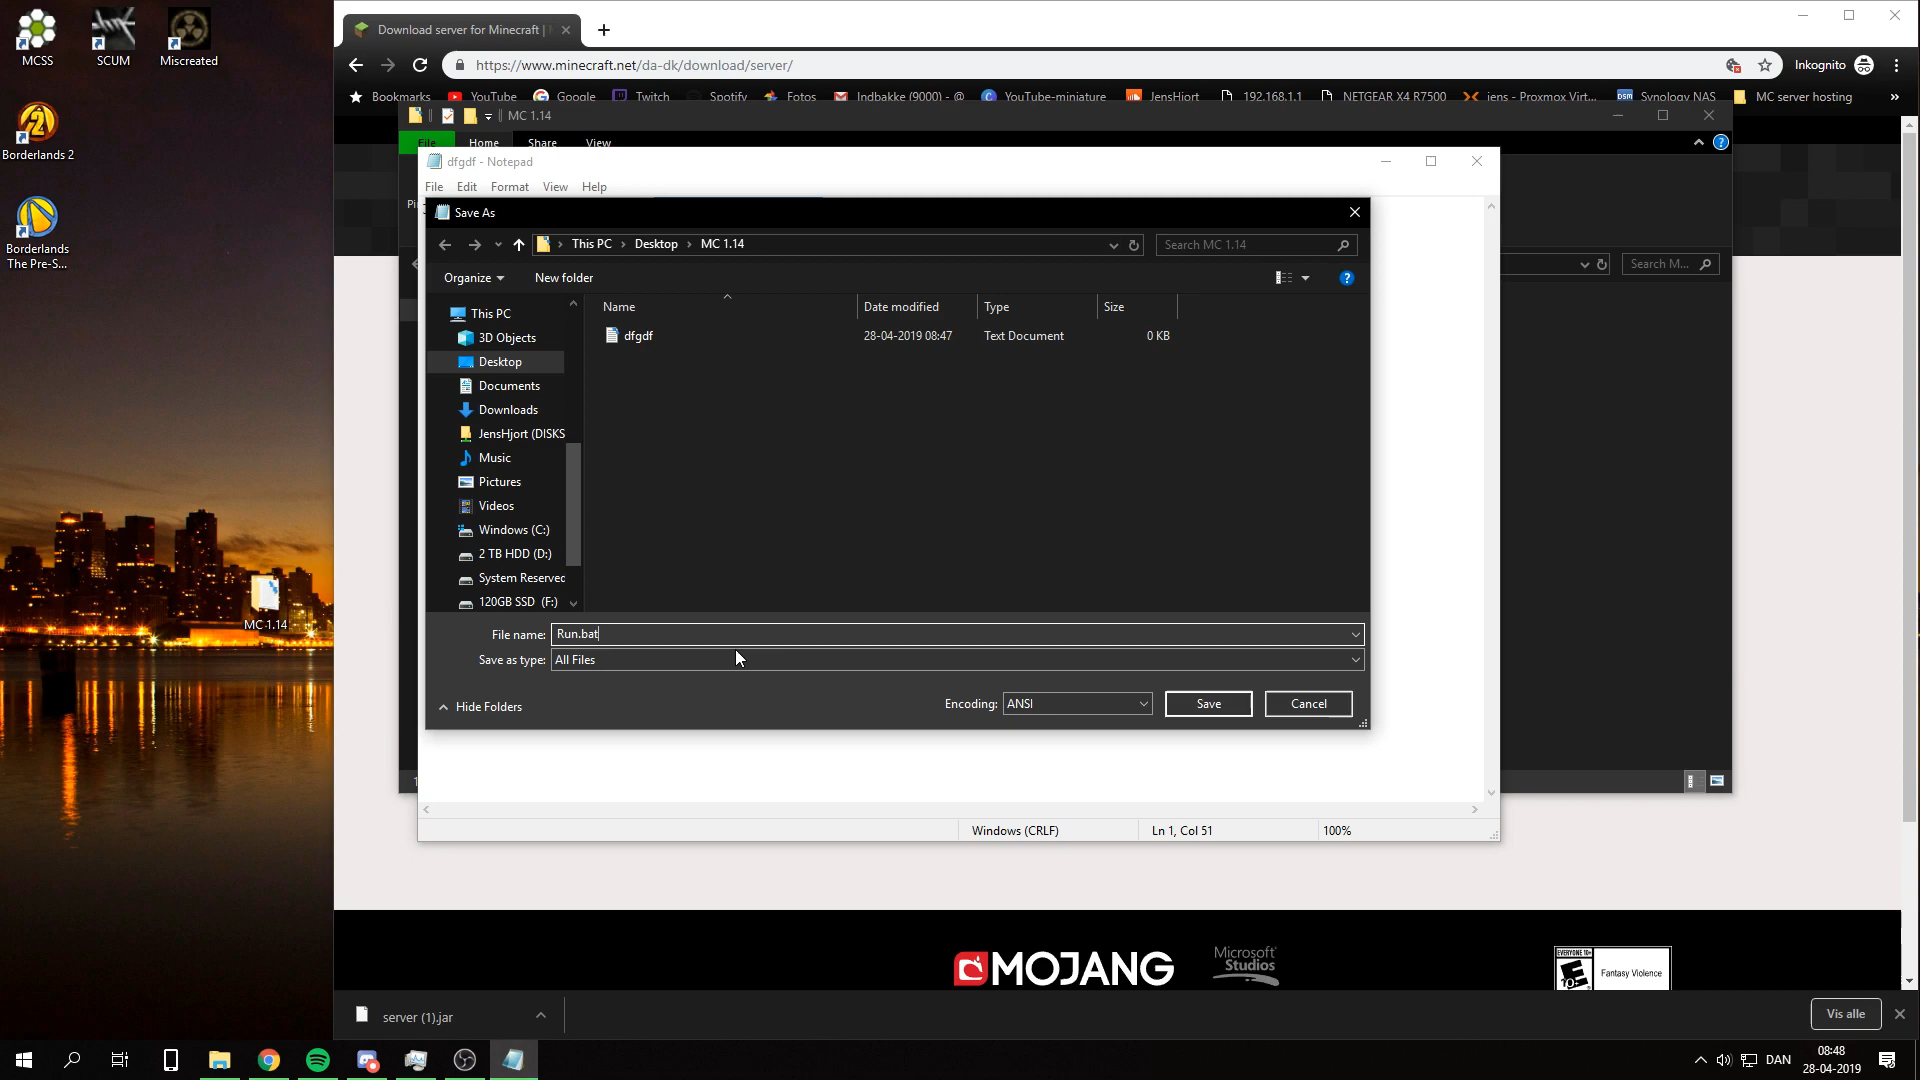 MCSS
SCUM
Miscreated
Borderlands 2
Borderlands
The Pre-S...
MC 1.14
Download server for Minecraft |
https://www.minecraft.net/da-dk/download/server/
Inkognito
Bookmarks
YouTube
Google
Twitch
Spotify
Fotos
Indbakke (9000) - @
YouTube-miniature
JensHjort
192.168.1.1
NETGEAR X4 R7500
jens - Proxmox Virt...
Synology NAS
MC server hosting
»
MC 1.14
File
Home
Share
View
Search M...
dfgdf - Notepad
File
Edit
Format
View
Help
Save As
This PC › Desktop › MC 1.14
Search MC 1.14
Organize
New folder
This PC
3D Objects
Desktop
Documents
Downloads
JensHjort (DISKS
Music
Pictures
Videos
Windows (C:)
2 TB HDD (D:)
System Reserved
120GB SSD (F:)
Name
Date modified
Type
Size
dfgdf
28-04-2019 08:47
Text Document
0 KB
File name: Run.bat
Save as type: All Files
Hide Folders
Encoding: ANSI
Save
Cancel
Windows (CRLF)
Ln 1, Col 51
100%
MOJANG
Microsoft
Studios
EVERYONE 10+
E
Fantasy Violence
server (1).jar
Vis alle
DAN
08:48
28-04-2019